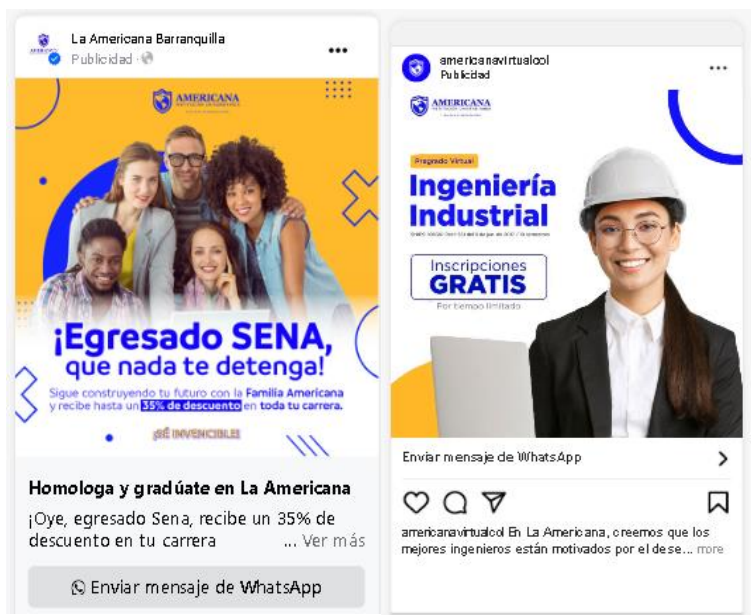 La Americana Barranquilla
Publicidad
AMERICANA
¡Egresado SENA,
que nada te detenga!
Sigue construyendo tu futuro con la Familia Americana
y recibe hasta un 35% de descuento en toda tu carrera.
¡SÉ INVENCIBLE!
Homologa y gradúate en La Americana
¡Oye, egresado Sena, recibe un 35% de
descuento en tu carrera ... Ver más
Enviar mensaje de WhatsApp
americanavirtualcol
Publicidad
AMERICANA
Pregrado Virtual
Ingeniería
Industrial
Inscripciones
GRATIS
Por tiempo limitado
Enviar mensaje de WhatsApp
americanavirtualcol En La Americana, creemos que los
mejores ingenieros están motivados por el dese... more